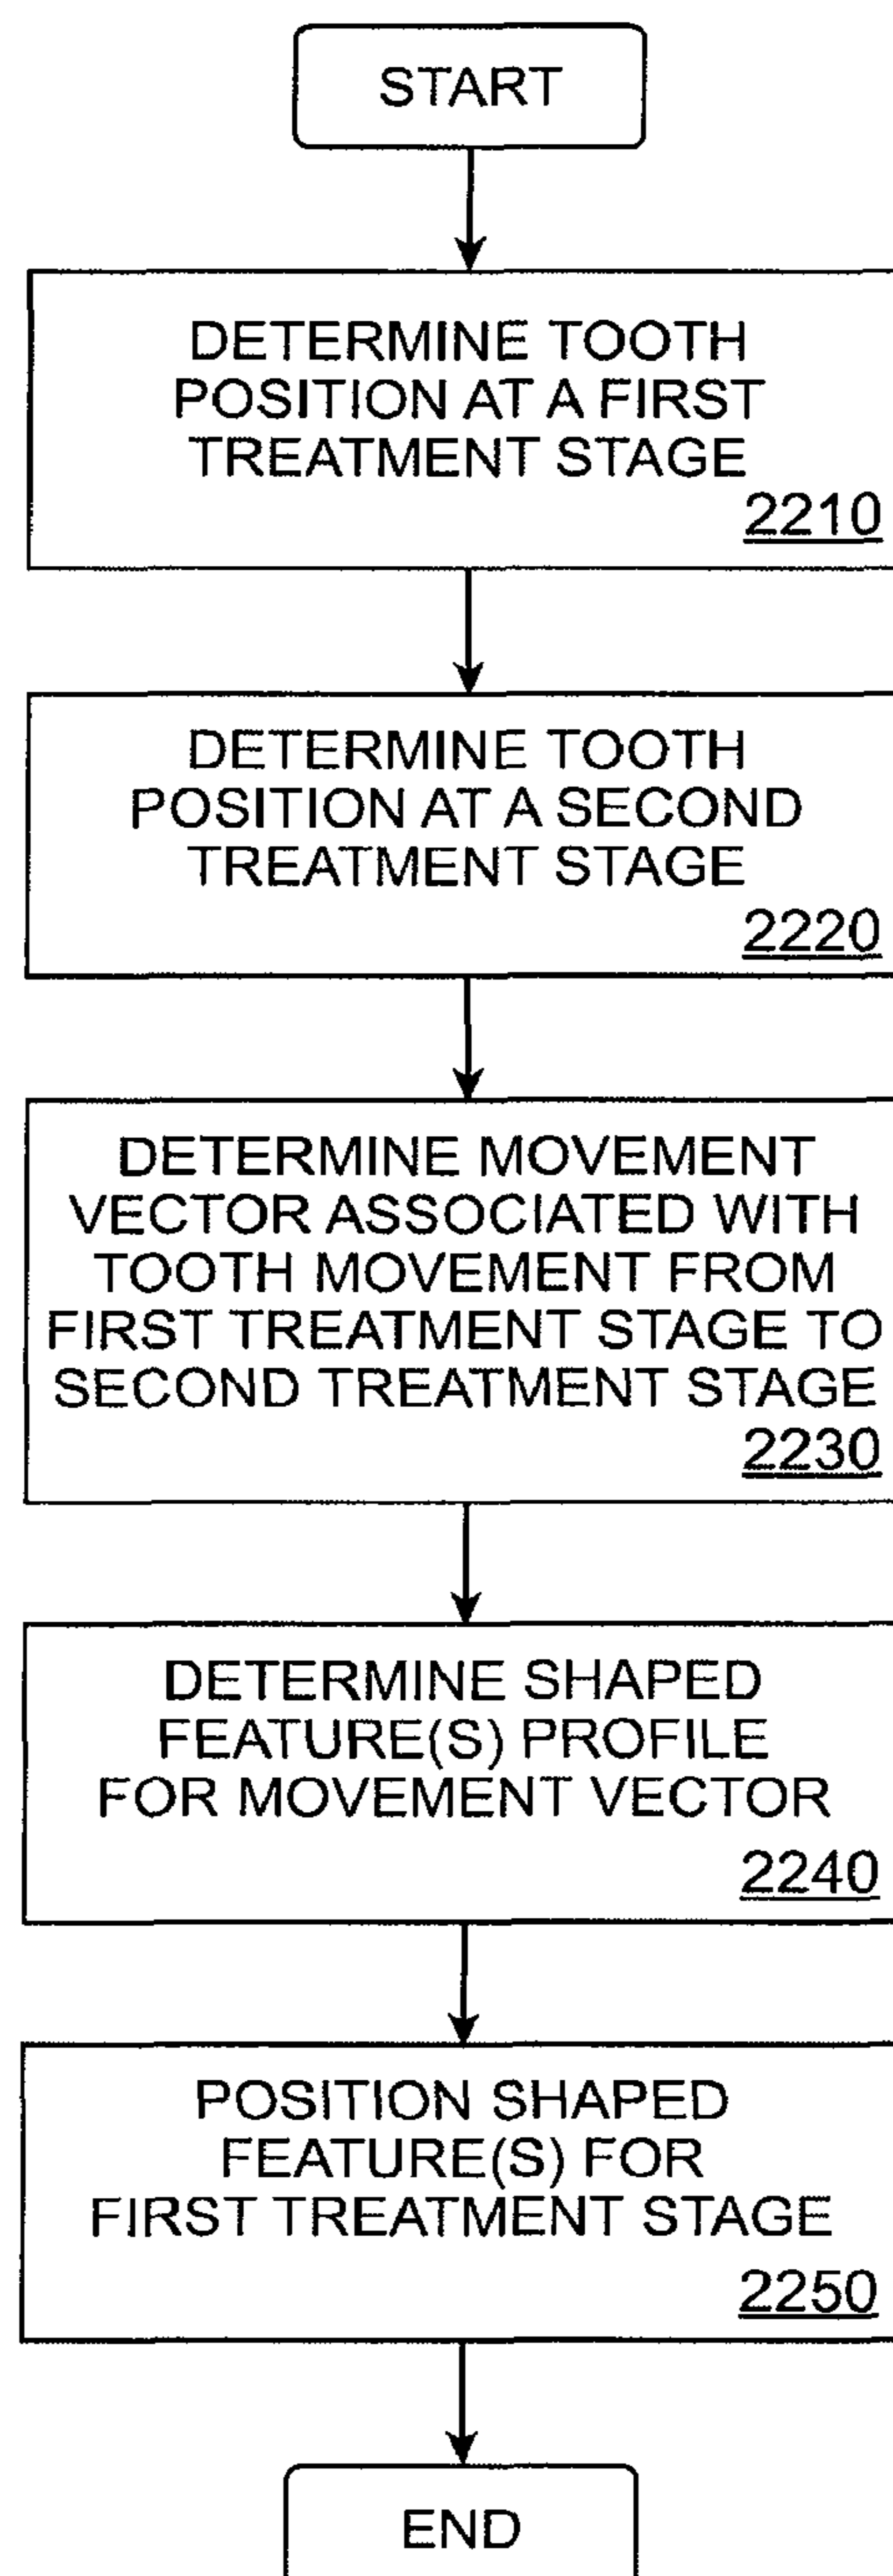 START
DETERMINE TOOTH
POSITION AT A FIRST
TREATMENT STAGE
2210
DETERMINE TOOTH
POSITION AT A SECOND
TREATMENT STAGE
2220
DETERMINE MOVEMENT
VECTOR ASSOCIATED WITH
TOOTH MOVEMENT FROM
FIRST TREATMENT STAGE TO
SECOND TREATMENT STAGE
2230
DETERMINE SHAPED
FEATURE(S) PROFILE
FOR MOVEMENT VECTOR
2240
POSITION SHAPED
FEATURE(S) FOR
FIRST TREATMENT STAGE
2250
END